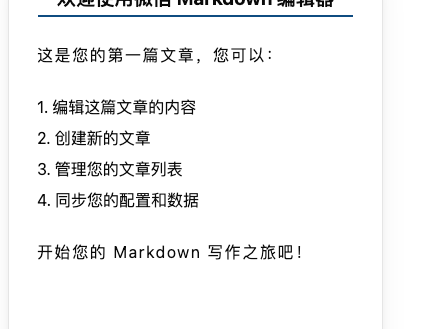 欢迎使用微信 Markdown 编辑器
这是您的第一篇文章，您可以：
1. 编辑这篇文章的内容
2. 创建新的文章
3. 管理您的文章列表
4. 同步您的配置和数据
开始您的 Markdown 写作之旅吧！